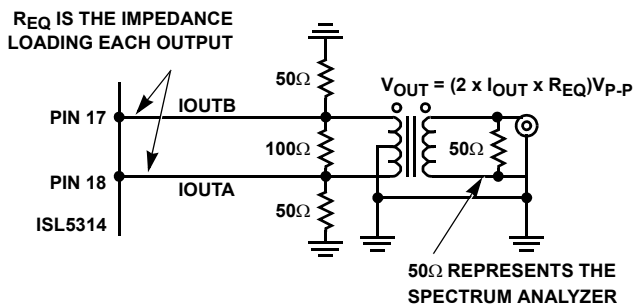 R_EQ IS THE IMPEDANCE
LOADING EACH OUTPUT
50Ω
V_OUT = (2 x I_OUT x R_EQ)V_P-P
PIN 17
IOUTB
100Ω
50Ω
PIN 18
IOUTA
ISL5314
50Ω
50Ω REPRESENTS THE
SPECTRUM ANALYZER